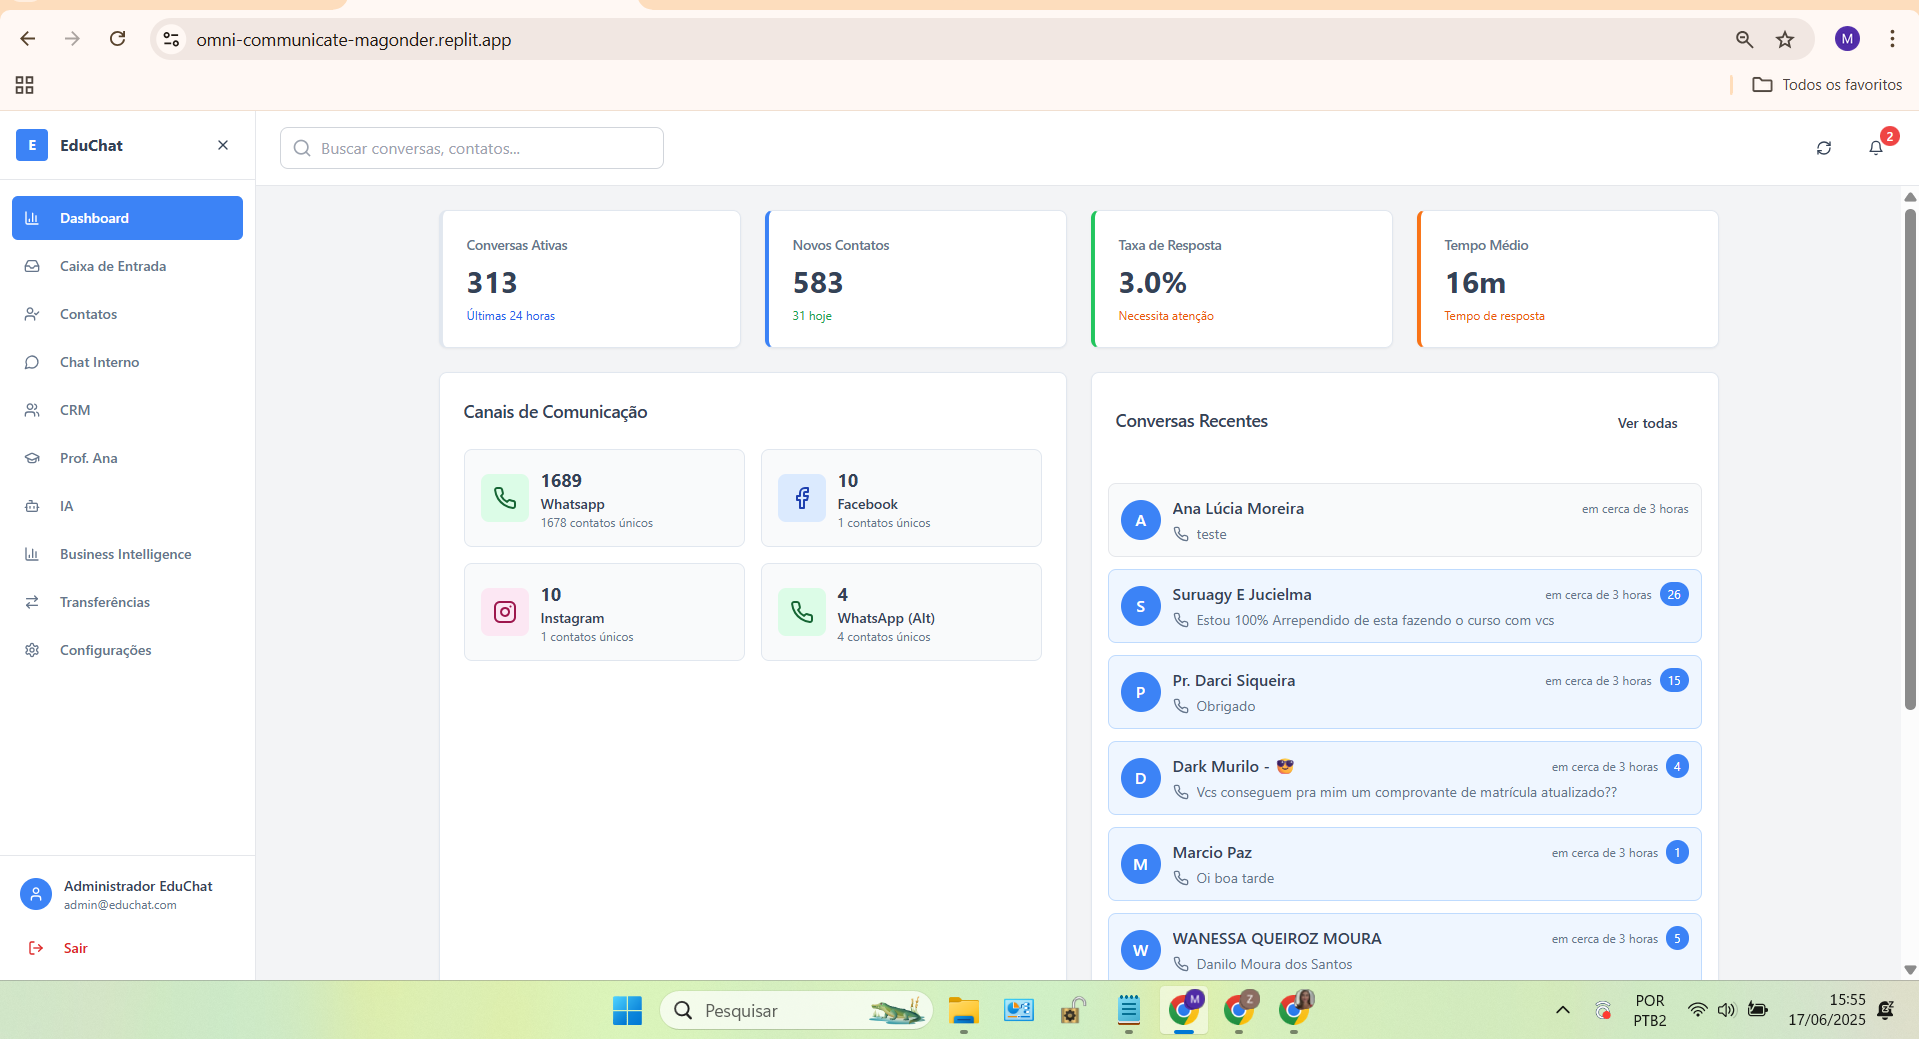 omni-communicate-magonder.replit.app
M
Todos os favoritos
E
EduChat
Buscar conversas, contatos...
2
Dashboard
Caixa de Entrada
Contatos
Chat Interno
CRM
Prof. Ana
IA
Business Intelligence
Transferências
Configurações
Administrador EduChat
admin@educhat.com
Sair
Conversas Ativas
313
Últimas 24 horas
Novos Contatos
583
31 hoje
Taxa de Resposta
3.0%
Necessita atenção
Tempo Médio
16m
Tempo de resposta
Canais de Comunicação
1689
Whatsapp
1678 contatos únicos
10
Facebook
1 contatos únicos
10
Instagram
1 contatos únicos
4
WhatsApp (Alt)
4 contatos únicos
Conversas Recentes
Ver todas
A
Ana Lúcia Moreira
em cerca de 3 horas
teste
S
Suruagy E Jucielma
em cerca de 3 horas
26
Estou 100% Arrependido de esta fazendo o curso com vcs
P
Pr. Darci Siqueira
em cerca de 3 horas
15
Obrigado
D
Dark Murilo - 😎
em cerca de 3 horas
4
Vcs conseguem pra mim um comprovante de matrícula atualizado??
M
Marcio Paz
em cerca de 3 horas
1
Oi boa tarde
W
WANESSA QUEIROZ MOURA
em cerca de 3 horas
5
Danilo Moura dos Santos
Pesquisar
M
Z
POR
PTB2
15:55
17/06/2025